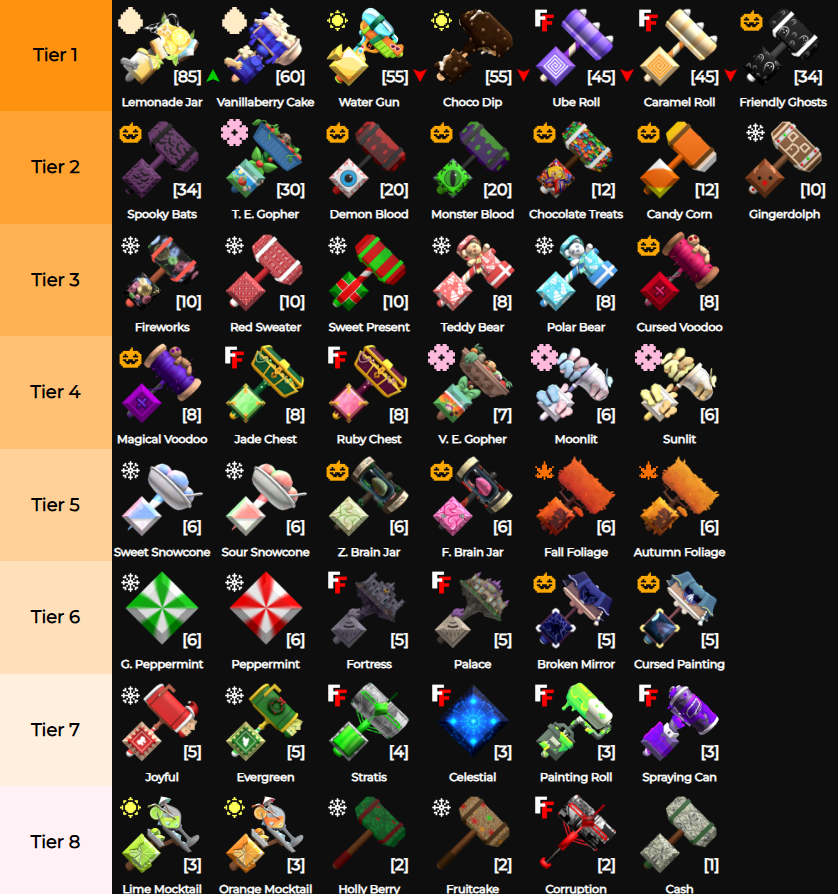 Tier 1
[85] [60] [55] [55] [45] [45] [34]
Lemonade Jar Vanillaberry Cake Water Gun Choco Dip Ube Roll Caramel Roll Friendly Ghosts
Tier 2
[34] [30] [20] [20] [12] [12] [10]
Spooky Bats T. E. Gopher Demon Blood Monster Blood Chocolate Treats Candy Corn Gingerdolph
Tier 3
[10] [10] [10] [8] [8] [8]
Fireworks Red Sweater Sweet Present Teddy Bear Polar Bear Cursed Voodoo
Tier 4
[8] [8] [8] [7] [6] [6]
Magical Voodoo Jade Chest Ruby Chest V. E. Gopher Moonlit Sunlit
Tier 5
[6] [6] [6] [6] [6] [6]
Sweet Snowcone Sour Snowcone Z. Brain Jar F. Brain Jar Fall Foliage Autumn Foliage
Tier 6
[6] [6] [5] [5] [5] [5]
G. Peppermint Peppermint Fortress Palace Broken Mirror Cursed Painting
Tier 7
[5] [5] [4] [3] [3] [3]
Joyful Evergreen Stratis Celestial Painting Roll Spraying Can
Tier 8
[3] [3] [2] [2] [2] [1]
Lime Mocktail Orange Mocktail Holly Berry Fruitcake Corruption Cash